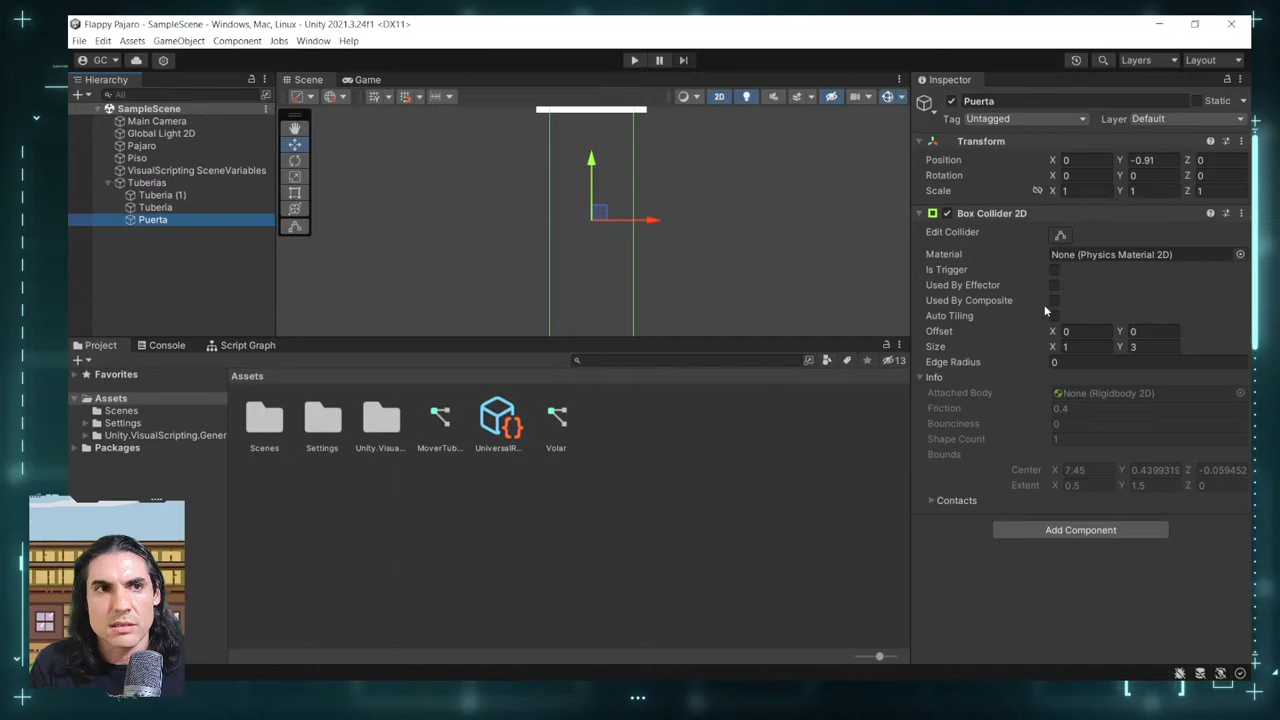 Flappy Pajaro - SampleScene - Windows, Mac, Linux - Unity 2021.3.24f1 <DX11>
File Edit Assets GameObject Component Jobs Window Help
GC Layers Layout
Hierarchy
All
SampleScene
Main Camera
Global Light 2D
Pajaro
Piso
VisualScripting SceneVariables
Tuberias
Tuberia (1)
Tuberia
Puerta
Scene Game
2D
Inspector
Puerta Static
Tag Untagged Layer Default
Transform
Position X 0 Y -0.91 Z 0
Rotation X 0 Y 0 Z 0
Scale X 1 Y 1 Z 1
Box Collider 2D
Edit Collider
Material None (Physics Material 2D)
Is Trigger
Used By Effector
Used By Composite
Auto Tiling
Offset X 0 Y 0
Size X 1 Y 3
Edge Radius 0
Info
Attached Body None (Rigidbody 2D)
Friction 0.4
Bounciness 0
Shape Count 1
Bounds
Center X 7.45 Y 0.4399319 Z -0.059452
Extent X 0.5 Y 1.5 Z 0
Contacts
Add Component
Project Console Script Graph
13
Favorites
Assets
Scenes
Settings
Unity.VisualScripting.Gener
Packages
Assets
Scenes Settings Unity.Visua... MoverTub... UniversalR... Volar